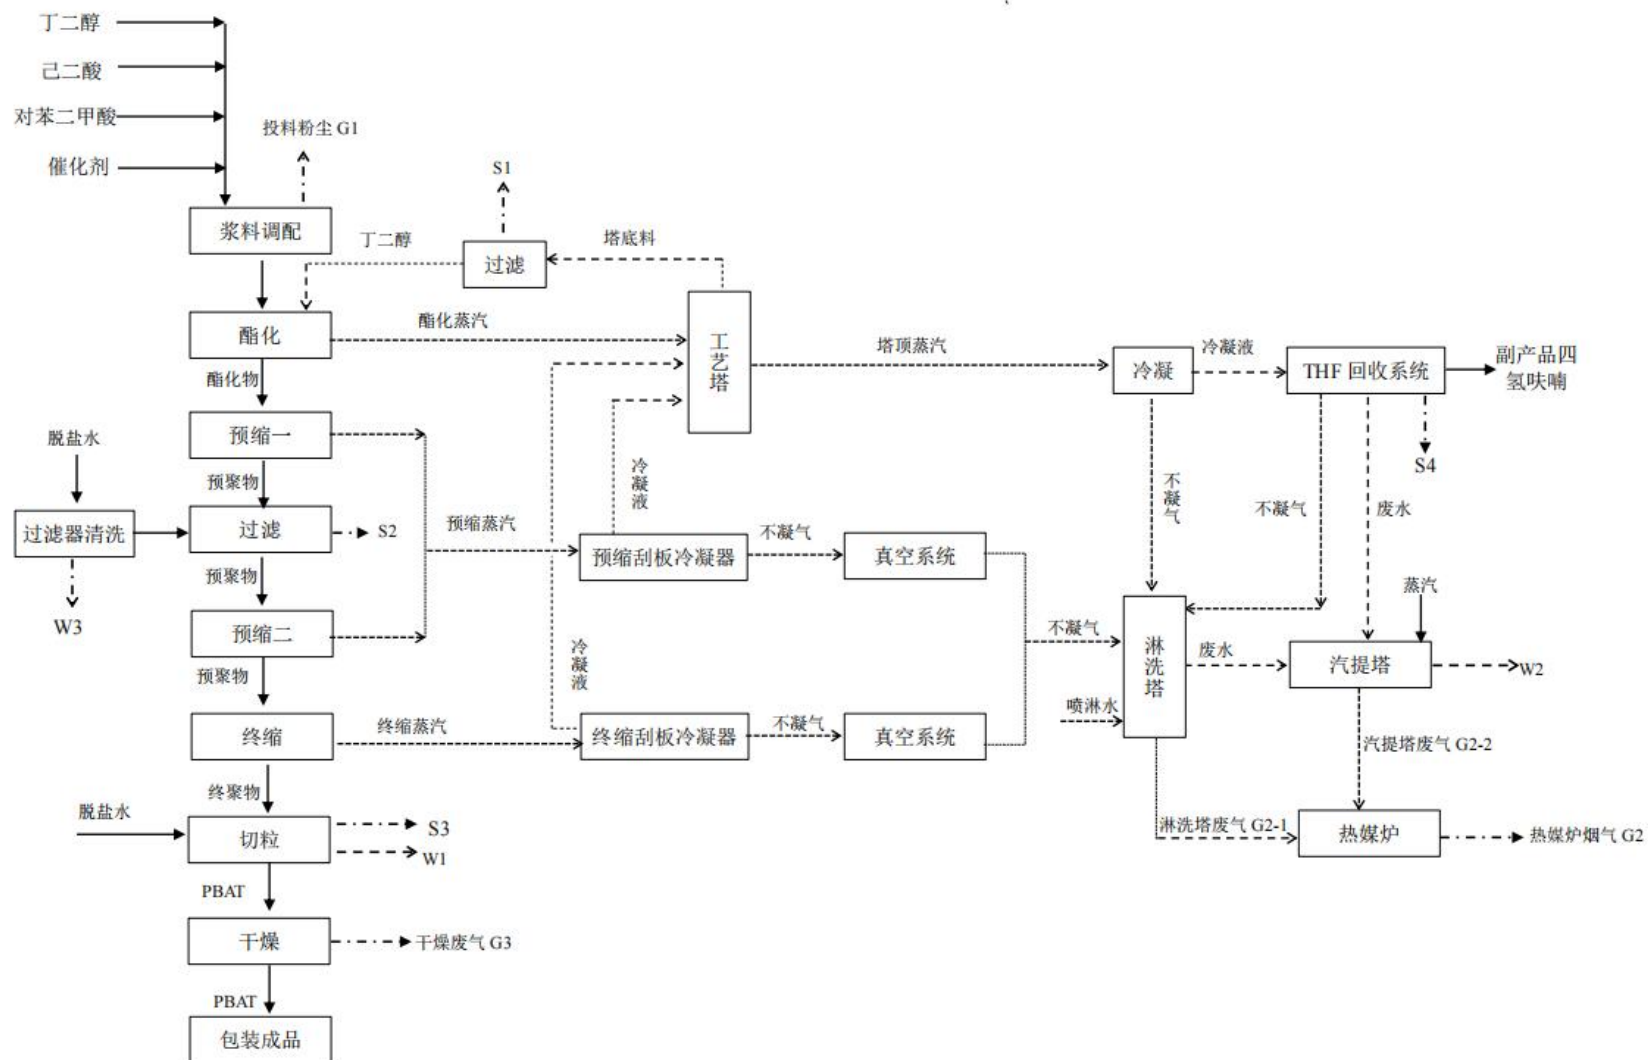 丁二醇
己二酸
对苯二甲酸
催化剂
投料粉尘 G1
S1
浆料调配
丁二醇
过滤
塔底料
酯化
酯化蒸汽
工艺塔
塔顶蒸汽
冷凝
冷凝液
THF 回收系统
副产品四
氢呋喃
酯化物
预缩一
脱盐水
预聚物
冷凝液
不凝气
不凝气
废水
S4
过滤器清洗
过滤
S2
预缩蒸汽
预缩刮板冷凝器
不凝气
真空系统
W3
预聚物
预缩二
冷凝液
不凝气
淋洗塔
废水
蒸汽
汽提塔
W2
预聚物
喷淋水
终缩
终缩蒸汽
终缩刮板冷凝器
不凝气
真空系统
汽提塔废气 G2-2
终聚物
脱盐水
切粒
S3
W1
淋洗塔废气 G2-1
热媒炉
热媒炉烟气 G2
PBAT
干燥
干燥废气 G3
PBAT
包装成品